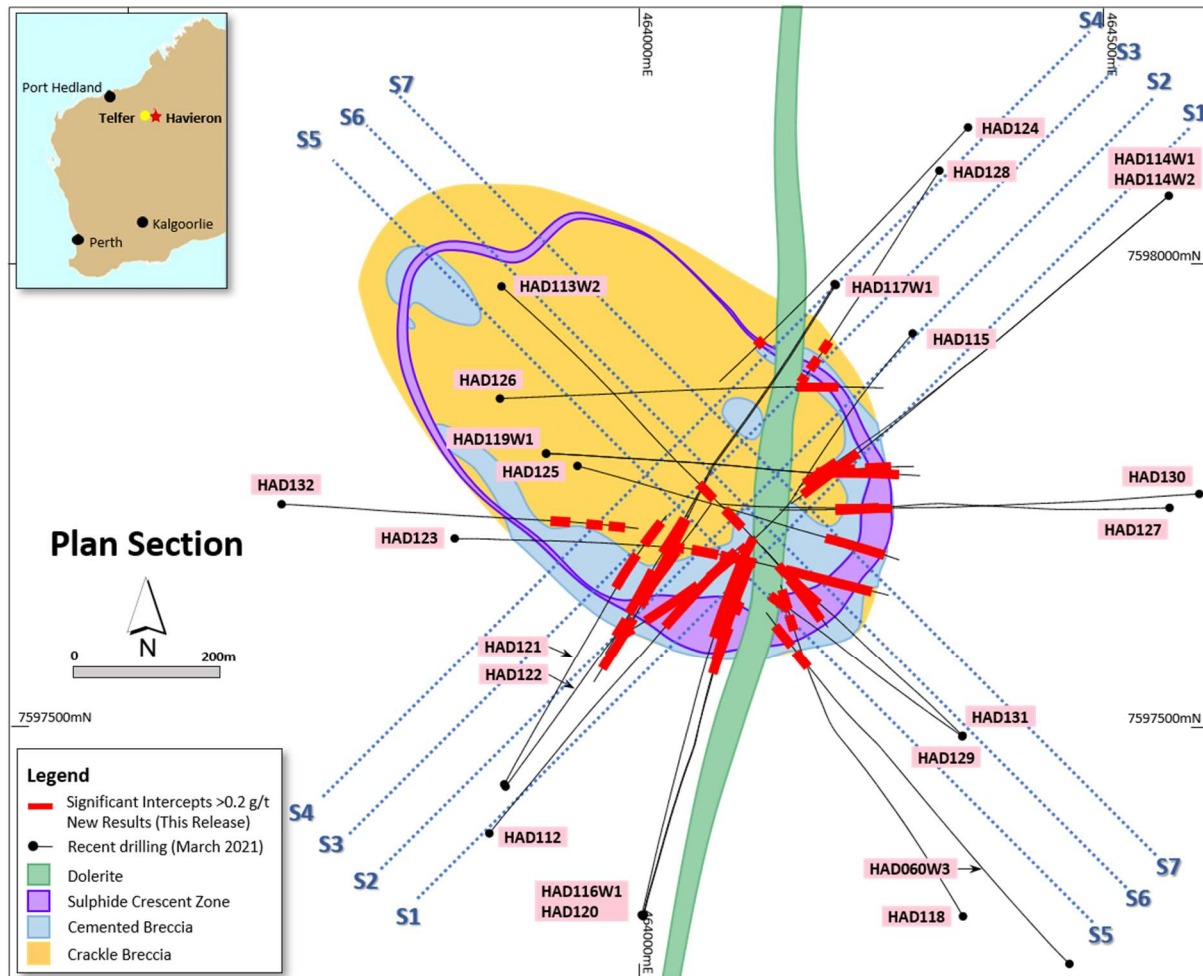 Port Hedland
Telfer
Havieron
Kalgoorlie
Perth
464000mE
464500mE
S4
S3
S2
S1
S7
S6
S5
HAD124
HAD128
HAD114W1
HAD114W2
7598000mN
HAD113W2
HAD117W1
HAD115
HAD126
HAD119W1
HAD125
HAD132
HAD130
HAD127
HAD123
Plan Section
N
0
200m
HAD121
HAD122
7597500mN
7597500mN
HAD131
HAD129
Legend
Significant Intercepts >0.2 g/t
New Results (This Release)
Recent drilling (March 2021)
Dolerite
Sulphide Crescent Zone
Cemented Breccia
Crackle Breccia
S4
S3
S2
S1
HAD112
HAD116W1
HAD120
464000mE
HAD060W3
HAD118
S7
S6
S5